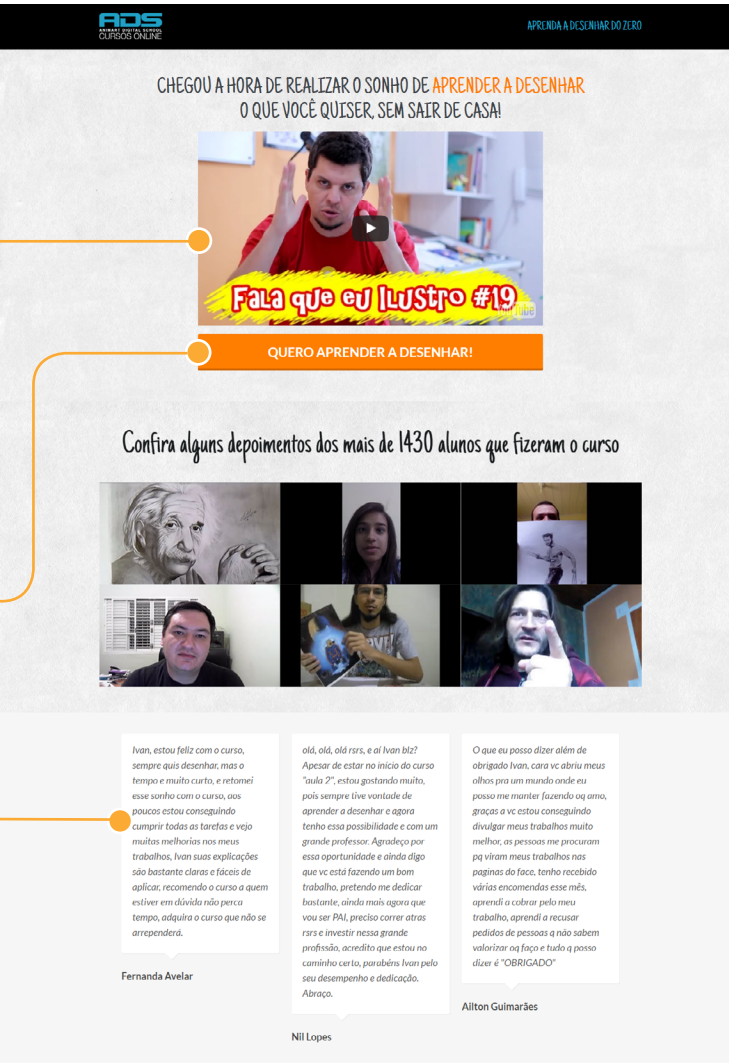 ADS
ANIMART DIGITAL SCHOOL
CURSOS ONLINE
APRENDA A DESENHAR DO ZERO
CHEGOU A HORA DE REALIZAR O SONHO DE APRENDER A DESENHAR
O QUE VOCÊ QUISER, SEM SAIR DE CASA!
Fala que eu Ilustro #19
YouTube
QUERO APRENDER A DESENHAR!
Confira alguns depoimentos dos mais de 1430 alunos que fizeram o curso
MARVEL
Ivan, estou feliz com o curso,
sempre quis desenhar, mas o
tempo e muito curto, e retomei
esse sonho com o curso, aos
poucos estou conseguindo
cumprir todas as tarefas e vejo
muitas melhorias nos meus
trabalhos, Ivan suas explicações
são bastante claras e fáceis de
aplicar, recomendo o curso a quem
estiver em dúvida não perca
tempo, adquira o curso que não se
arrependerá.
Fernanda Avelar
olá, olá, olá rsrs, e aí Ivan blz?
Apesar de estar no início do curso
"aula 2", estou gostando muito,
pois sempre tive vontade de
aprender a desenhar e agora
tenho essa possibilidade e com um
grande professor. Agradeço por
essa oportunidade e ainda digo
que vc está fazendo um bom
trabalho, pretendo me dedicar
bastante, ainda mais agora que
vou ser PAI, preciso correr atras
rsrs e investir nessa grande
profissão, acredito que estou no
caminho certo, parabéns Ivan pelo
seu desempenho e dedicação.
Abraço.
Nil Lopes
O que eu posso dizer além de
obrigado Ivan, cara vc abriu meus
olhos pra um mundo onde eu
posso me manter fazendo oq amo,
graças a vc estou conseguindo
divulgar meus trabalhos muito
melhor, as pessoas me procuram
pq viram meus trabalhos nas
paginas do face, tenho recebido
várias encomendas esse mês,
aprendi a cobrar pelo meu
trabalho, aprendi a recusar
pedidos de pessoas q não sabem
valorizar oq faço e tudo q posso
dizer é "OBRIGADO"
Ailton Guimarães